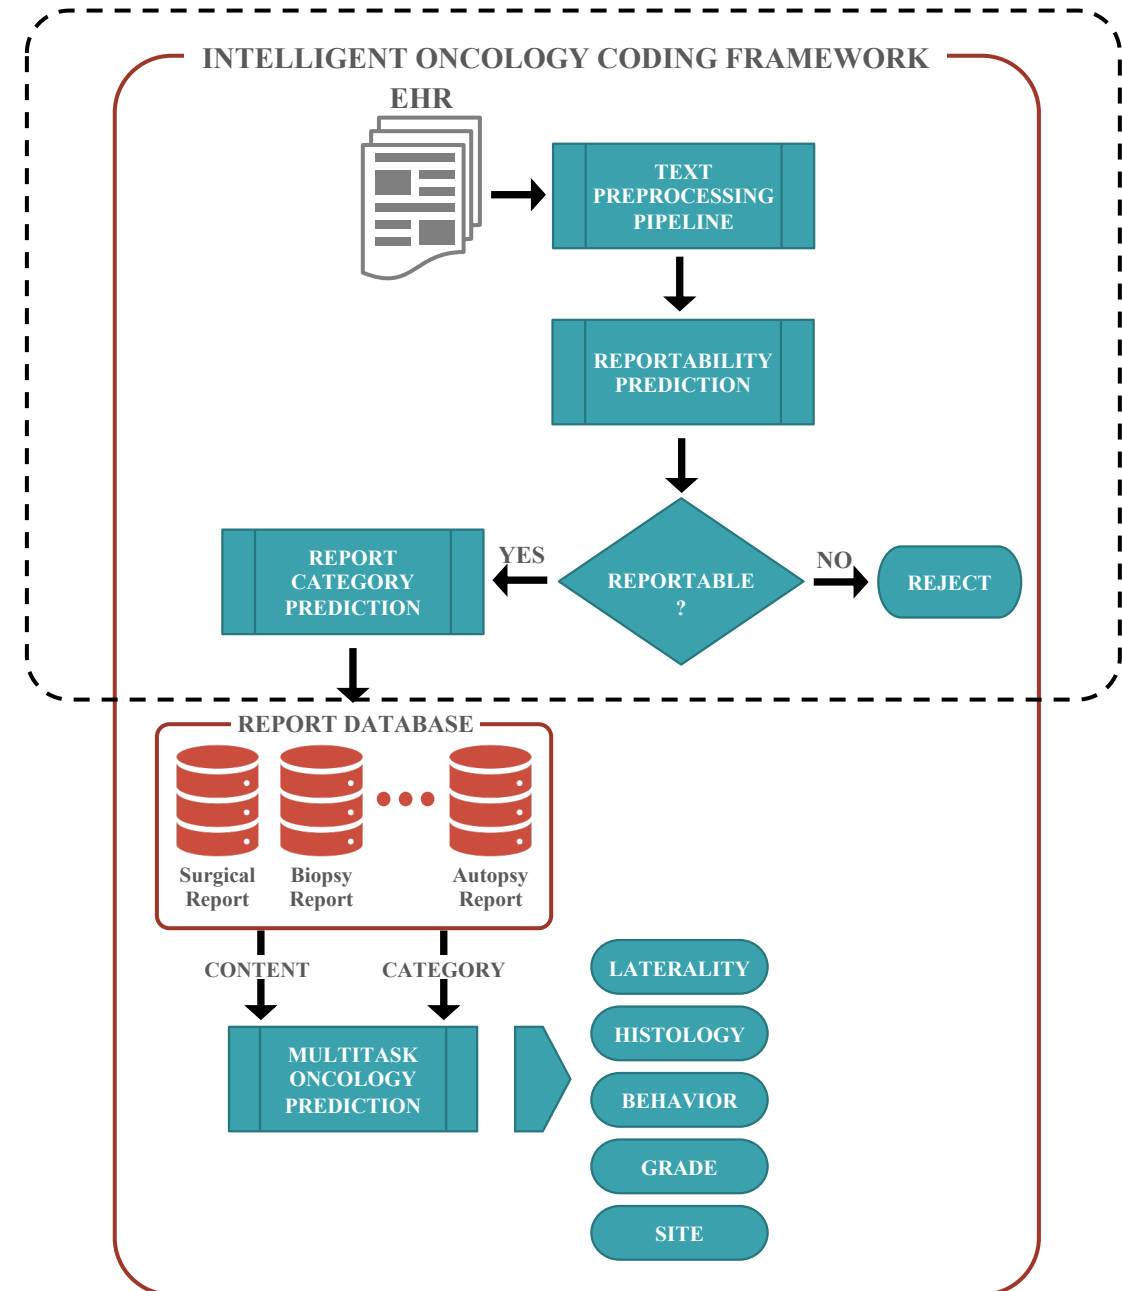 INTELLIGENT ONCOLOGY CODING FRAMEWORK
EHR
TEXT
PREPROCESSING
PIPELINE
REPORTABILITY
PREDICTION
REPORT
CATEGORY
PREDICTION
YES
REPORTABLE
?
NO
REJECT
REPORT DATABASE
Surgical
Report
Biopsy
Report
Autopsy
Report
CONTENT
CATEGORY
MULTITASK
ONCOLOGY
PREDICTION
LATERALITY
HISTOLOGY
BEHAVIOR
GRADE
SITE